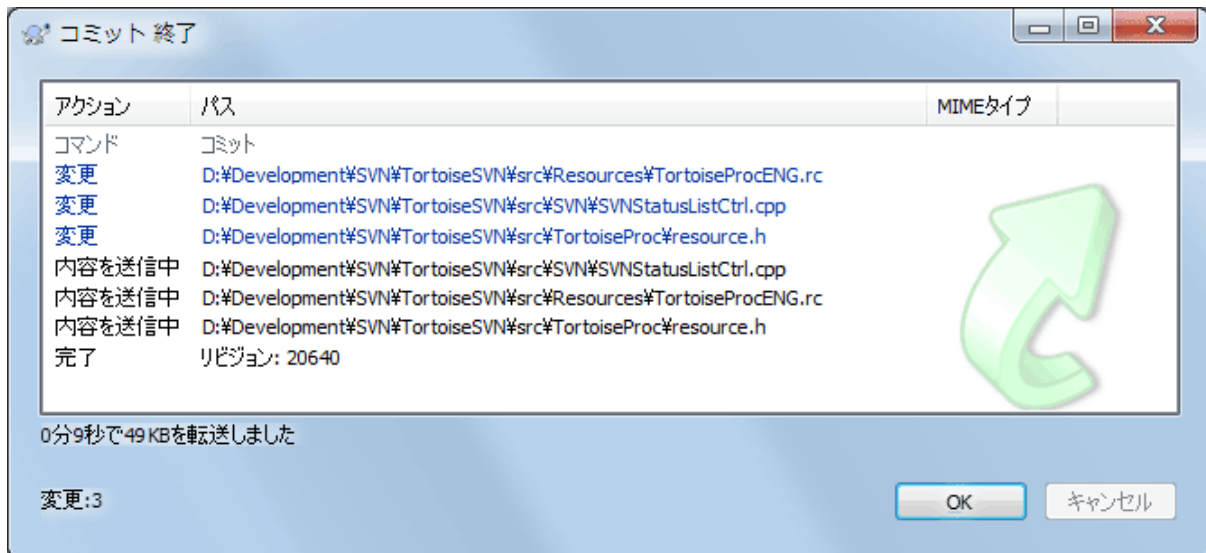 コミット 終了
アクション パス MIMEタイプ
コマンド コミット
変更 D:¥Development¥SVN¥TortoiseSVN¥src¥Resources¥TortoiseProcENG.rc
変更 D:¥Development¥SVN¥TortoiseSVN¥src¥SVN¥SVNStatusListCtrl.cpp
変更 D:¥Development¥SVN¥TortoiseSVN¥src¥TortoiseProc¥resource.h
内容を送信中 D:¥Development¥SVN¥TortoiseSVN¥src¥SVN¥SVNStatusListCtrl.cpp
内容を送信中 D:¥Development¥SVN¥TortoiseSVN¥src¥Resources¥TortoiseProcENG.rc
内容を送信中 D:¥Development¥SVN¥TortoiseSVN¥src¥TortoiseProc¥resource.h
完了 リビジョン: 20640
0分9秒で49 KBを転送しました
変更:3
OK キャンセル